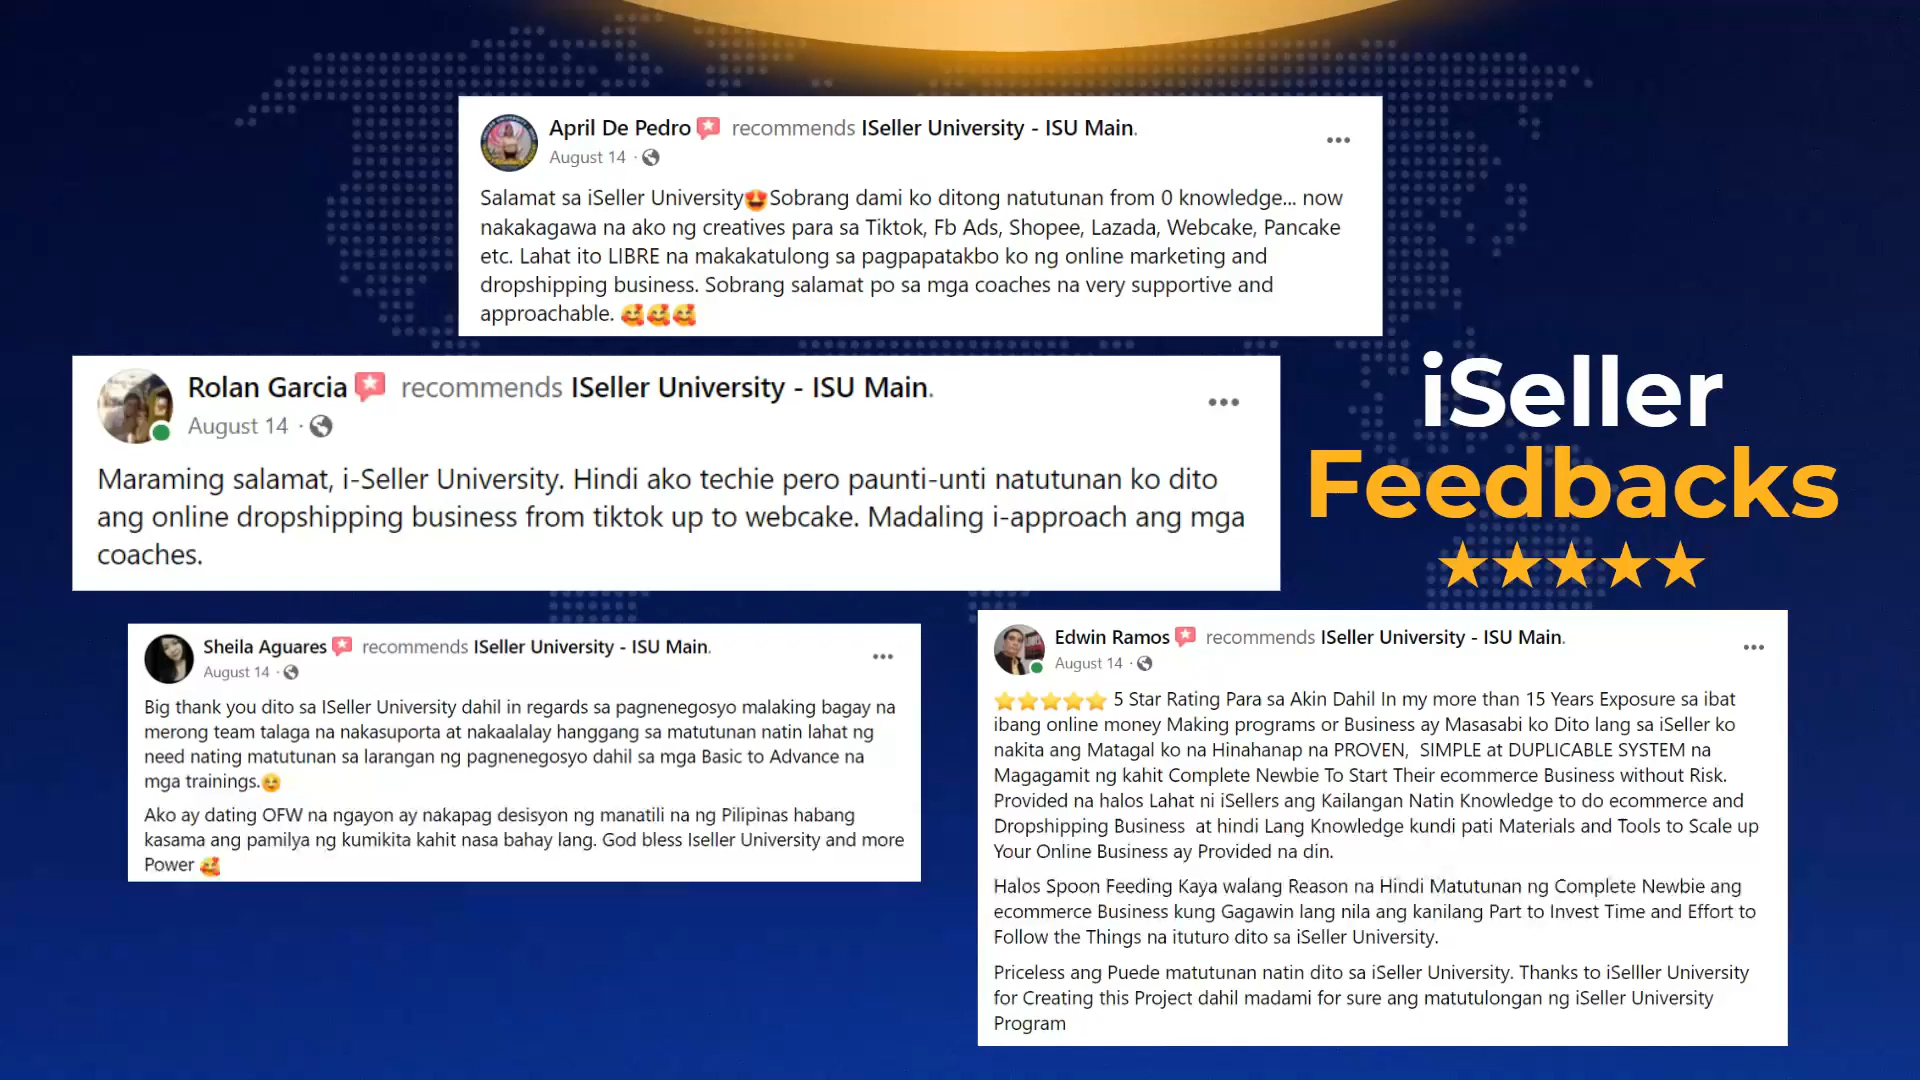 April De Pedro recommends ISeller University - ISU Main.
August 14 ·
Salamat sa iSeller University😍Sobrang dami ko ditong natutunan from 0 knowledge... now
nakakagawa na ako ng creatives para sa Tiktok, Fb Ads, Shopee, Lazada, Webcake, Pancake
etc. Lahat ito LIBRE na makakatulong sa pagpapatakbo ko ng online marketing and
dropshipping business. Sobrang salamat po sa mga coaches na very supportive and
approachable. 🥰🥰🥰
Rolan Garcia recommends ISeller University - ISU Main.
August 14 ·
Maraming salamat, i-Seller University. Hindi ako techie pero paunti-unti natutunan ko dito
ang online dropshipping business from tiktok up to webcake. Madaling i-approach ang mga
coaches.
iSeller
Feedbacks
Sheila Aguares recommends ISeller University - ISU Main.
August 14 ·
Big thank you dito sa ISeller University dahil in regards sa pagnenegosyo malaking bagay na
merong team talaga na nakasuporta at nakaalalay hanggang sa matutunan natin lahat ng
need nating matutunan sa larangan ng pagnenegosyo dahil sa mga Basic to Advance na
mga trainings.☺️
Ako ay dating OFW na ngayon ay nakapag desisyon ng manatili na ng Pilipinas habang
kasama ang pamilya ng kumikita kahit nasa bahay lang. God bless Iseller University and more
Power 🥰
Edwin Ramos recommends ISeller University - ISU Main.
August 14 ·
⭐⭐⭐⭐⭐ 5 Star Rating Para sa Akin Dahil In my more than 15 Years Exposure sa ibat
ibang online money Making programs or Business ay Masasabi ko Dito lang sa iSeller ko
nakita ang Matagal ko na Hinahanap na PROVEN, SIMPLE at DUPLICABLE SYSTEM na
Magagamit ng kahit Complete Newbie To Start Their ecommerce Business without Risk.
Provided na halos Lahat ni iSellers ang Kailangan Natin Knowledge to do ecommerce and
Dropshipping Business at hindi Lang Knowledge kundi pati Materials and Tools to Scale up
Your Online Business ay Provided na din.
Halos Spoon Feeding Kaya walang Reason na Hindi Matutunan ng Complete Newbie ang
ecommerce Business kung Gagawin lang nila ang kanilang Part to Invest Time and Effort to
Follow the Things na ituturo dito sa iSeller University.
Priceless ang Puede matutunan natin dito sa iSeller University. Thanks to iSelller University
for Creating this Project dahil madami for sure ang matutulongan ng iSeller University
Program